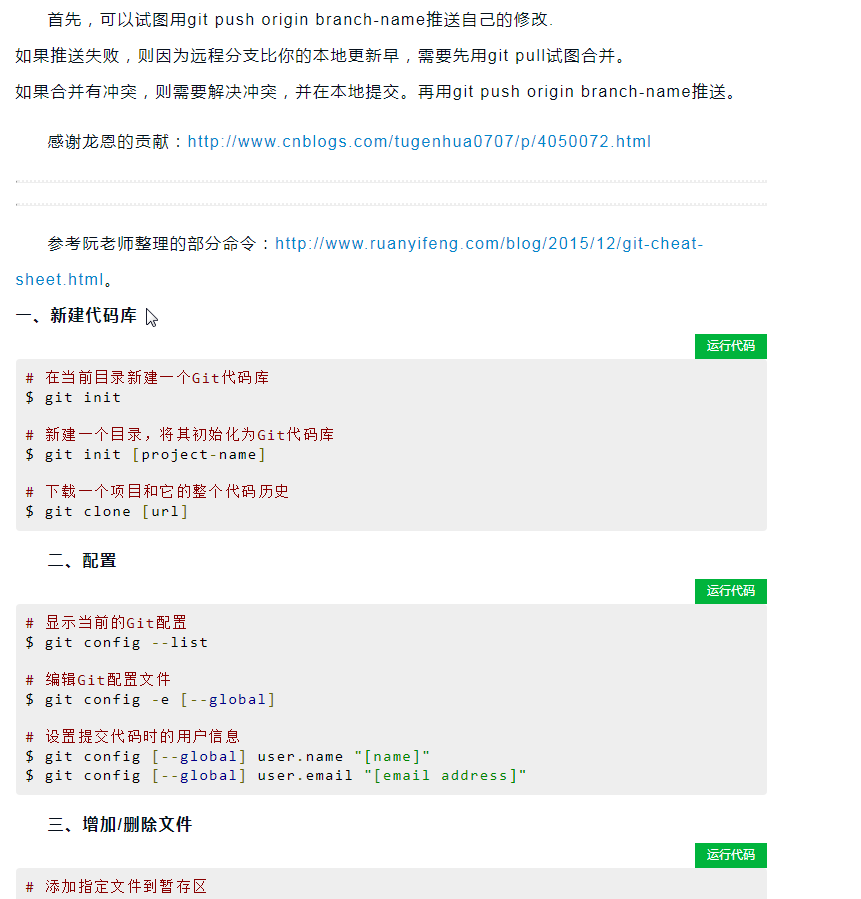 首先，可以试图用git push origin branch-name推送自己的修改.
如果推送失败，则因为远程分支比你的本地更新早，需要先用git pull试图合并。
如果合并有冲突，则需要解决冲突，并在本地提交。再用git push origin branch-name推送。
感谢龙恩的贡献：http://www.cnblogs.com/tugenhua0707/p/4050072.html
参考阮老师整理的部分命令：http://www.ruanyifeng.com/blog/2015/12/git-cheat-
sheet.html。
一、新建代码库
运行代码
# 在当前目录新建一个Git代码库
$ git init
# 新建一个目录，将其初始化为Git代码库
$ git init [project-name]
# 下载一个项目和它的整个代码历史
$ git clone [url]
二、配置
运行代码
# 显示当前的Git配置
$ git config --list
# 编辑Git配置文件
$ git config -e [--global]
# 设置提交代码时的用户信息
$ git config [--global] user.name "[name]"
$ git config [--global] user.email "[email address]"
三、增加/删除文件
运行代码
# 添加指定文件到暂存区